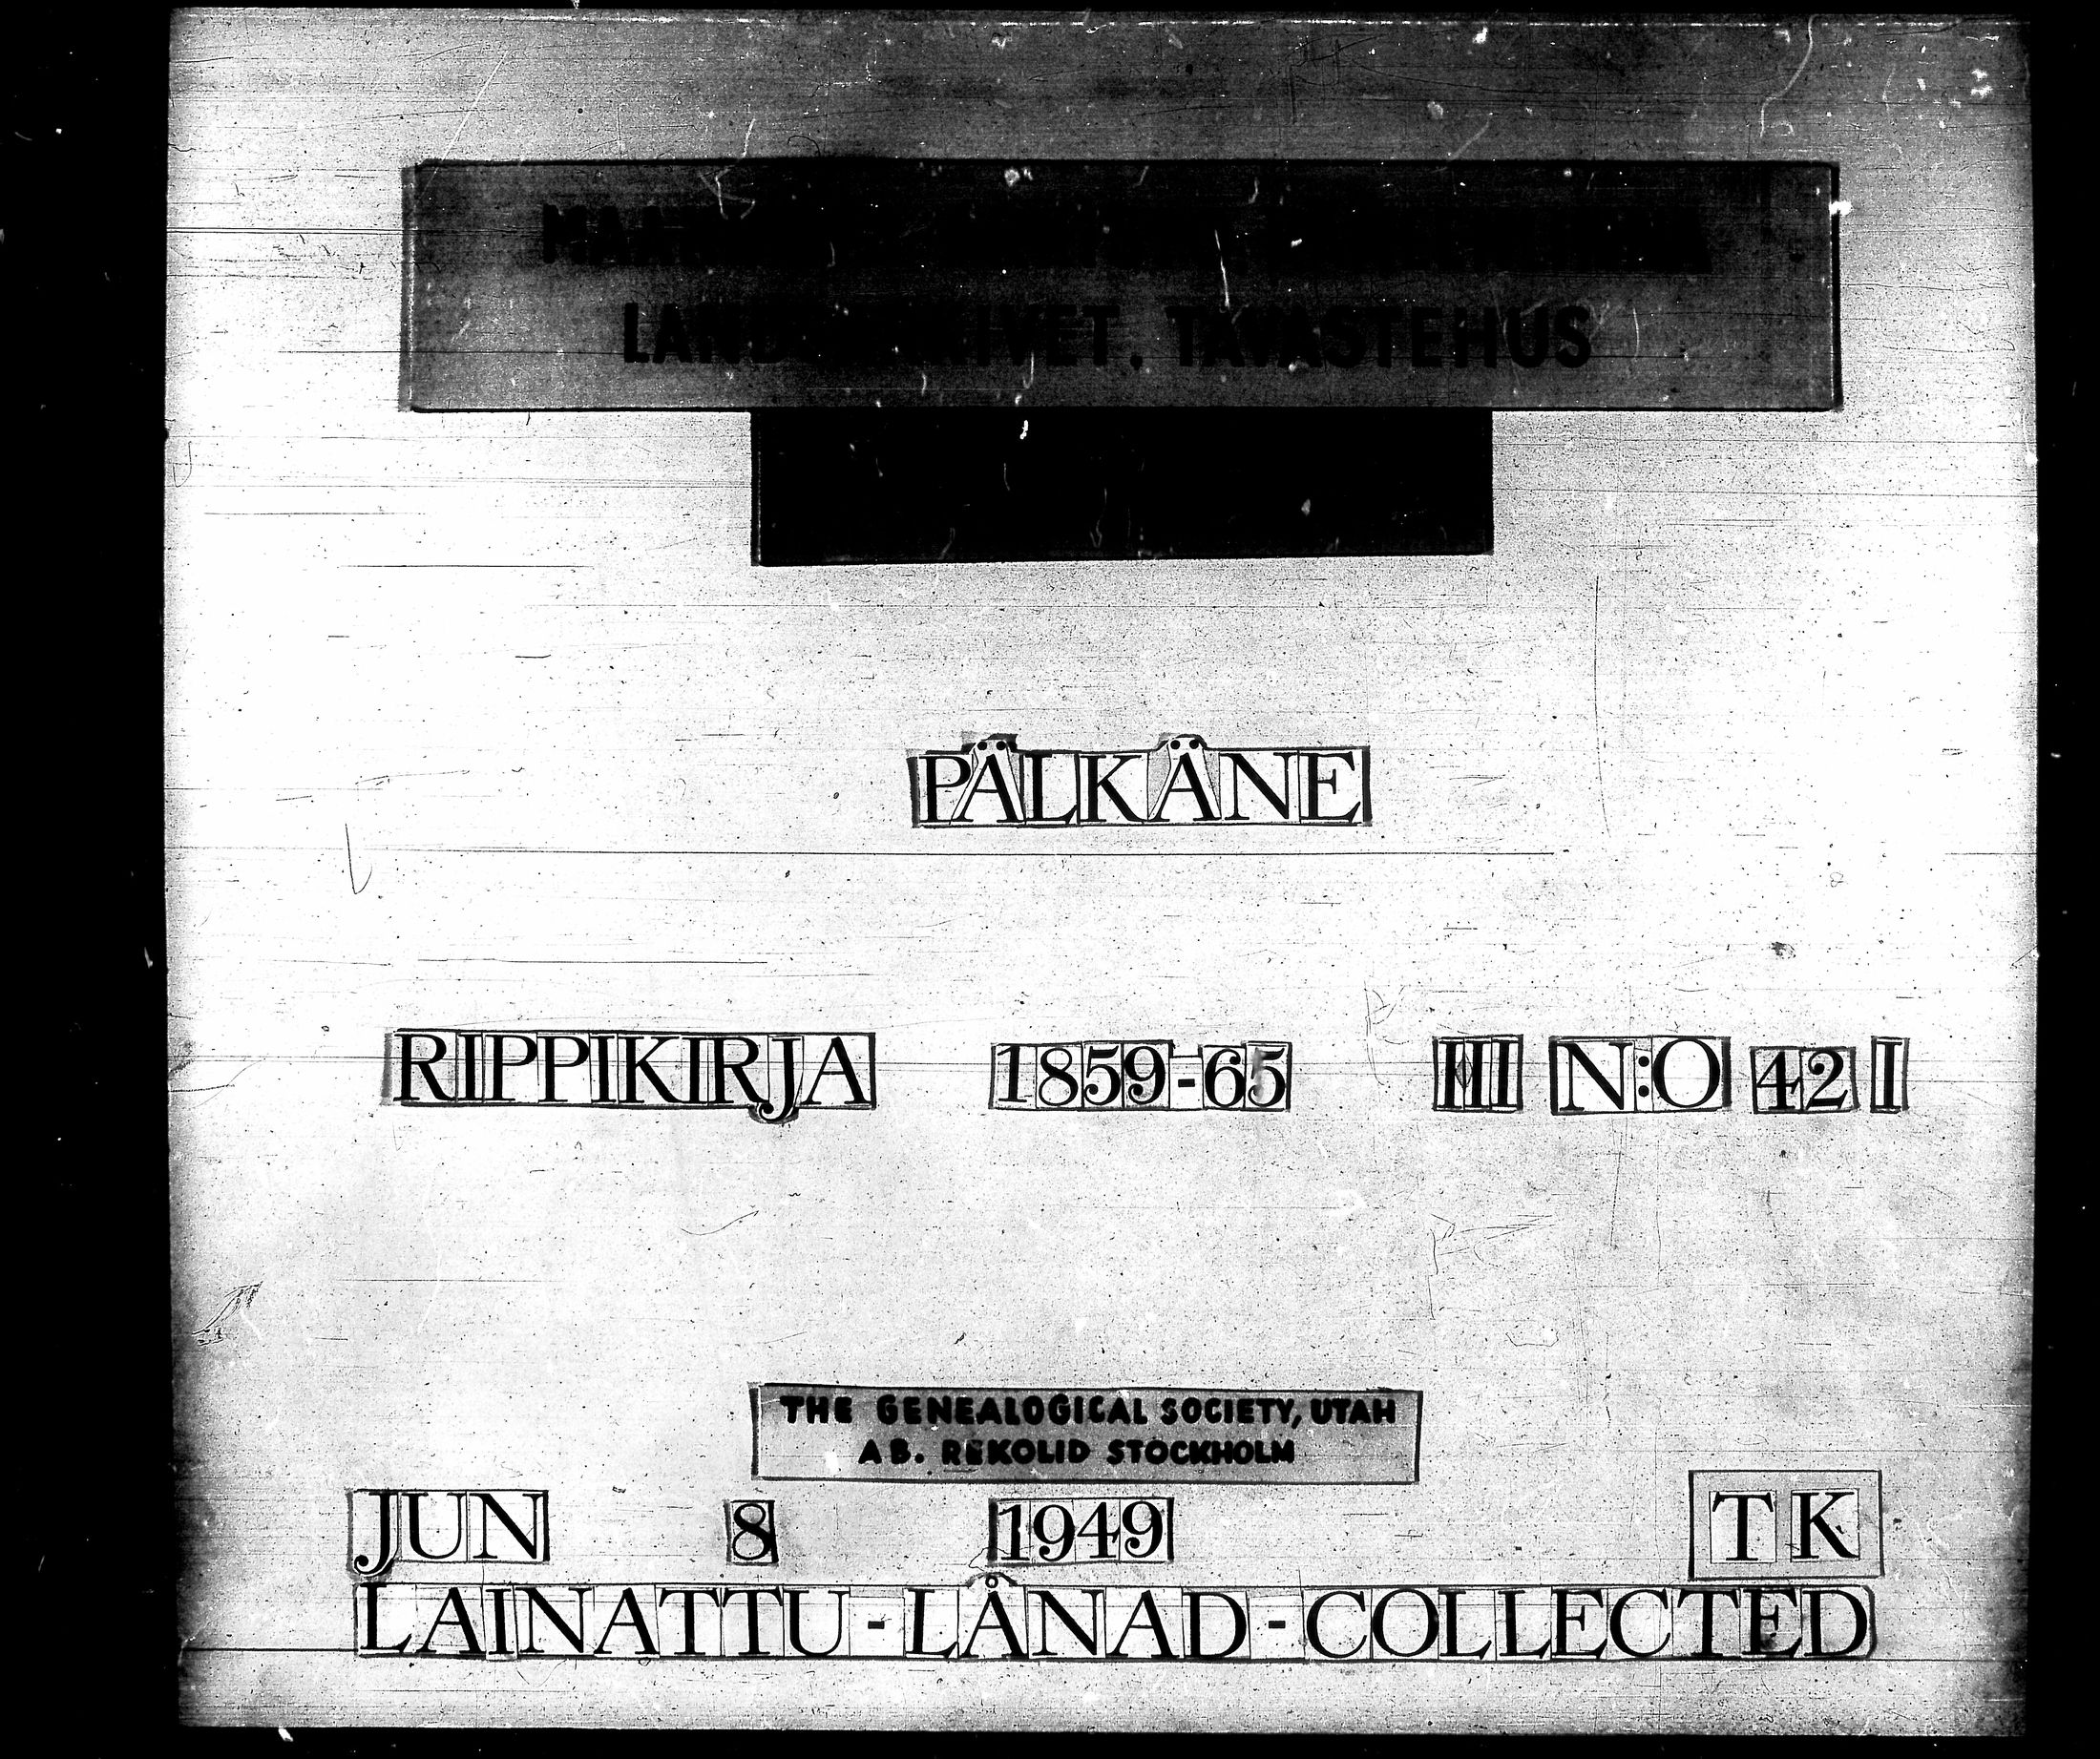 LANDSARKIVET. TAVASTEHUS
PÄLKÄNE
RIPPIKIRJA 1859-65 III N:O 42 I
THE GENEALOGICAL SOCIETY, UTAH
AB. REKOLID STOCKHOLM
JUN 8 1949 TK
LAINATTU - LÅNAD - COLLECTED